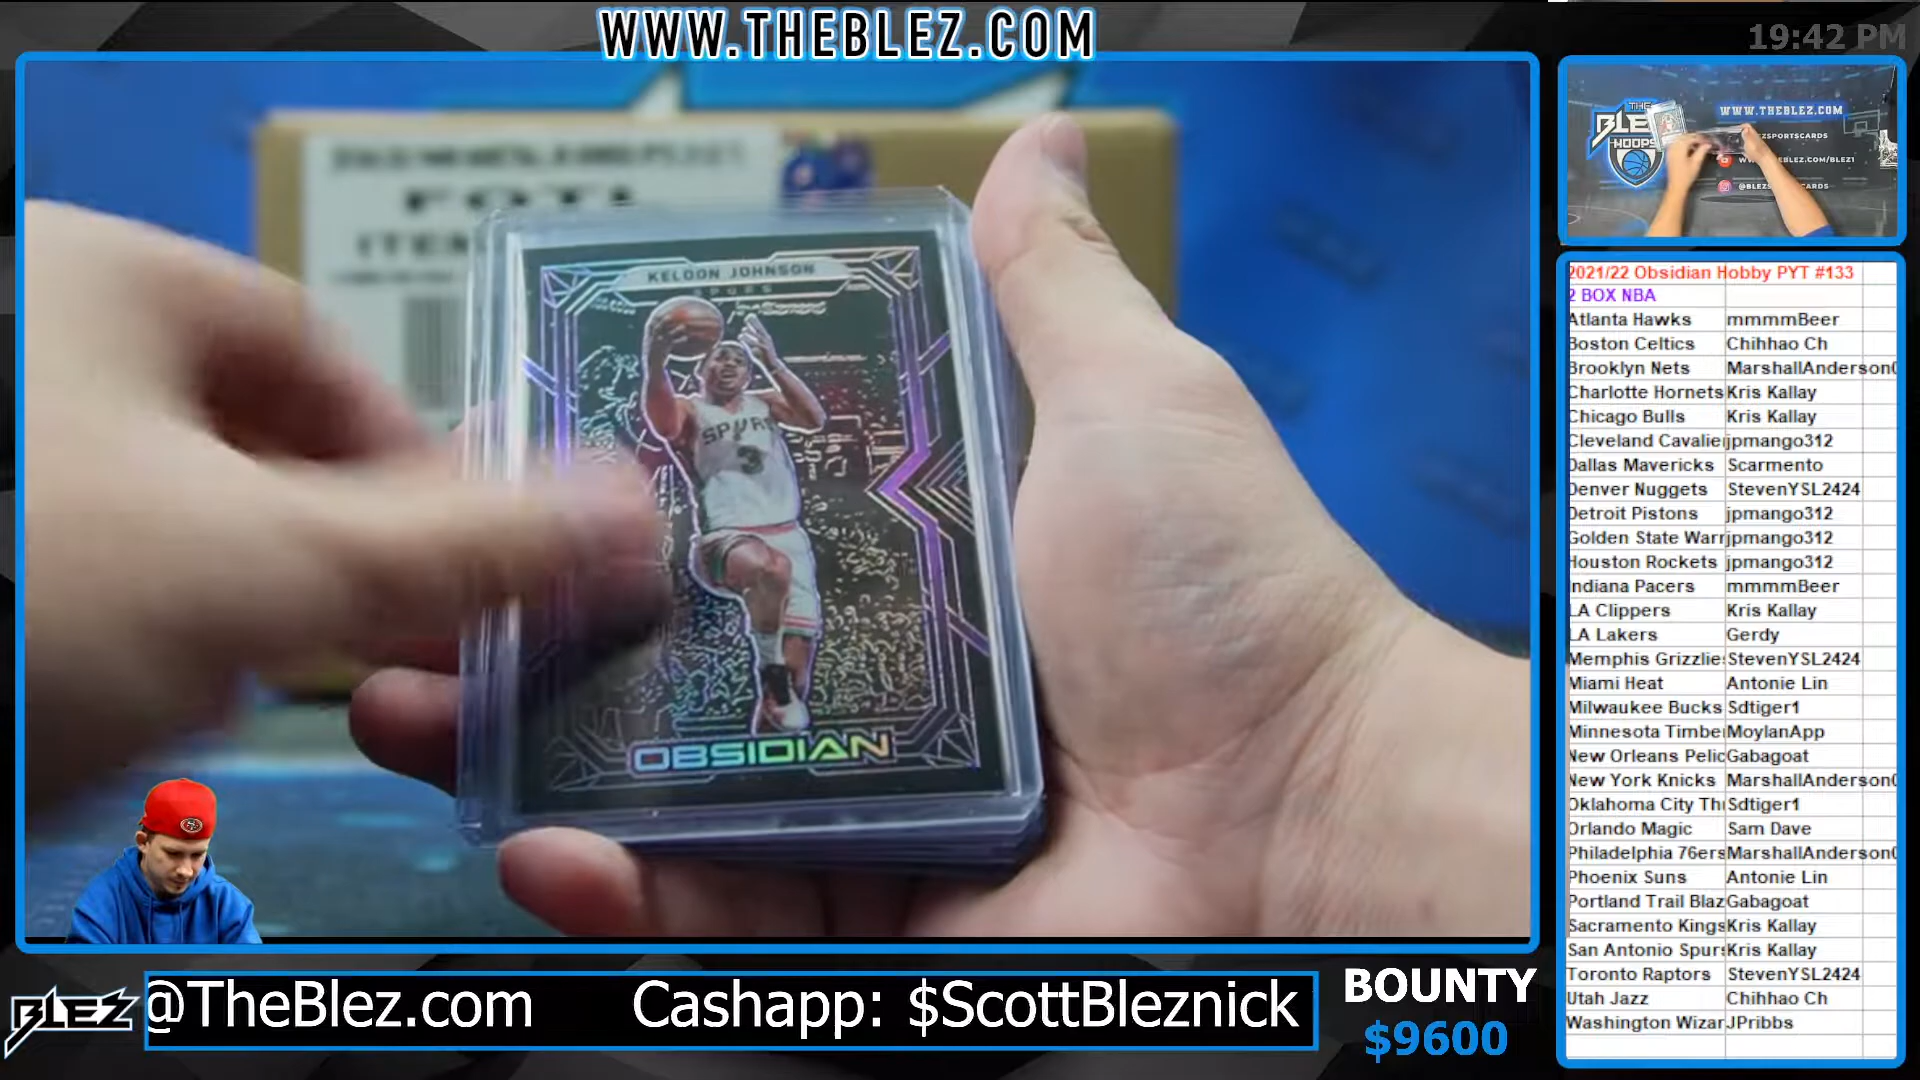 WWW.THEBLEZ.COM
19:42 PM
THE
BLEZ
HOOPS
WWW.THEBLEZ.COM
@BLEZ
KELDON JOHNSON
SPURS
SPURS
3
OBSIDIAN
2021/22 Obsidian Hobby PYT #133
2 BOX NBA
Atlanta Hawks mmmmBeer
Boston Celtics Chihhao Ch
Brooklyn Nets MarshallAnderson0
Charlotte Hornets Kris Kallay
Chicago Bulls Kris Kallay
Cleveland Cavalie jpmango312
Dallas Mavericks Scarmento
Denver Nuggets StevenYSL2424
Detroit Pistons jpmango312
Golden State Warr jpmango312
Houston Rockets jpmango312
Indiana Pacers mmmmBeer
LA Clippers Kris Kallay
LA Lakers Gerdy
Memphis Grizzlie StevenYSL2424
Miami Heat Antonie Lin
Milwaukee Bucks Sdtiger1
Minnesota Timbe MoylanApp
New Orleans Pelic Gabagoat
New York Knicks MarshallAnderson0
Oklahoma City Th Sdtiger1
Orlando Magic Sam Dave
Philadelphia 76ers MarshallAnderson0
Phoenix Suns Antonie Lin
Portland Trail Blaz Gabagoat
Sacramento Kings Kris Kallay
San Antonio Spurs Kris Kallay
Toronto Raptors StevenYSL2424
Utah Jazz Chihhao Ch
Washington Wizar JPribbs
BLEZ
@TheBlez.com Cashapp: $ScottBleznick
BOUNTY
$9600